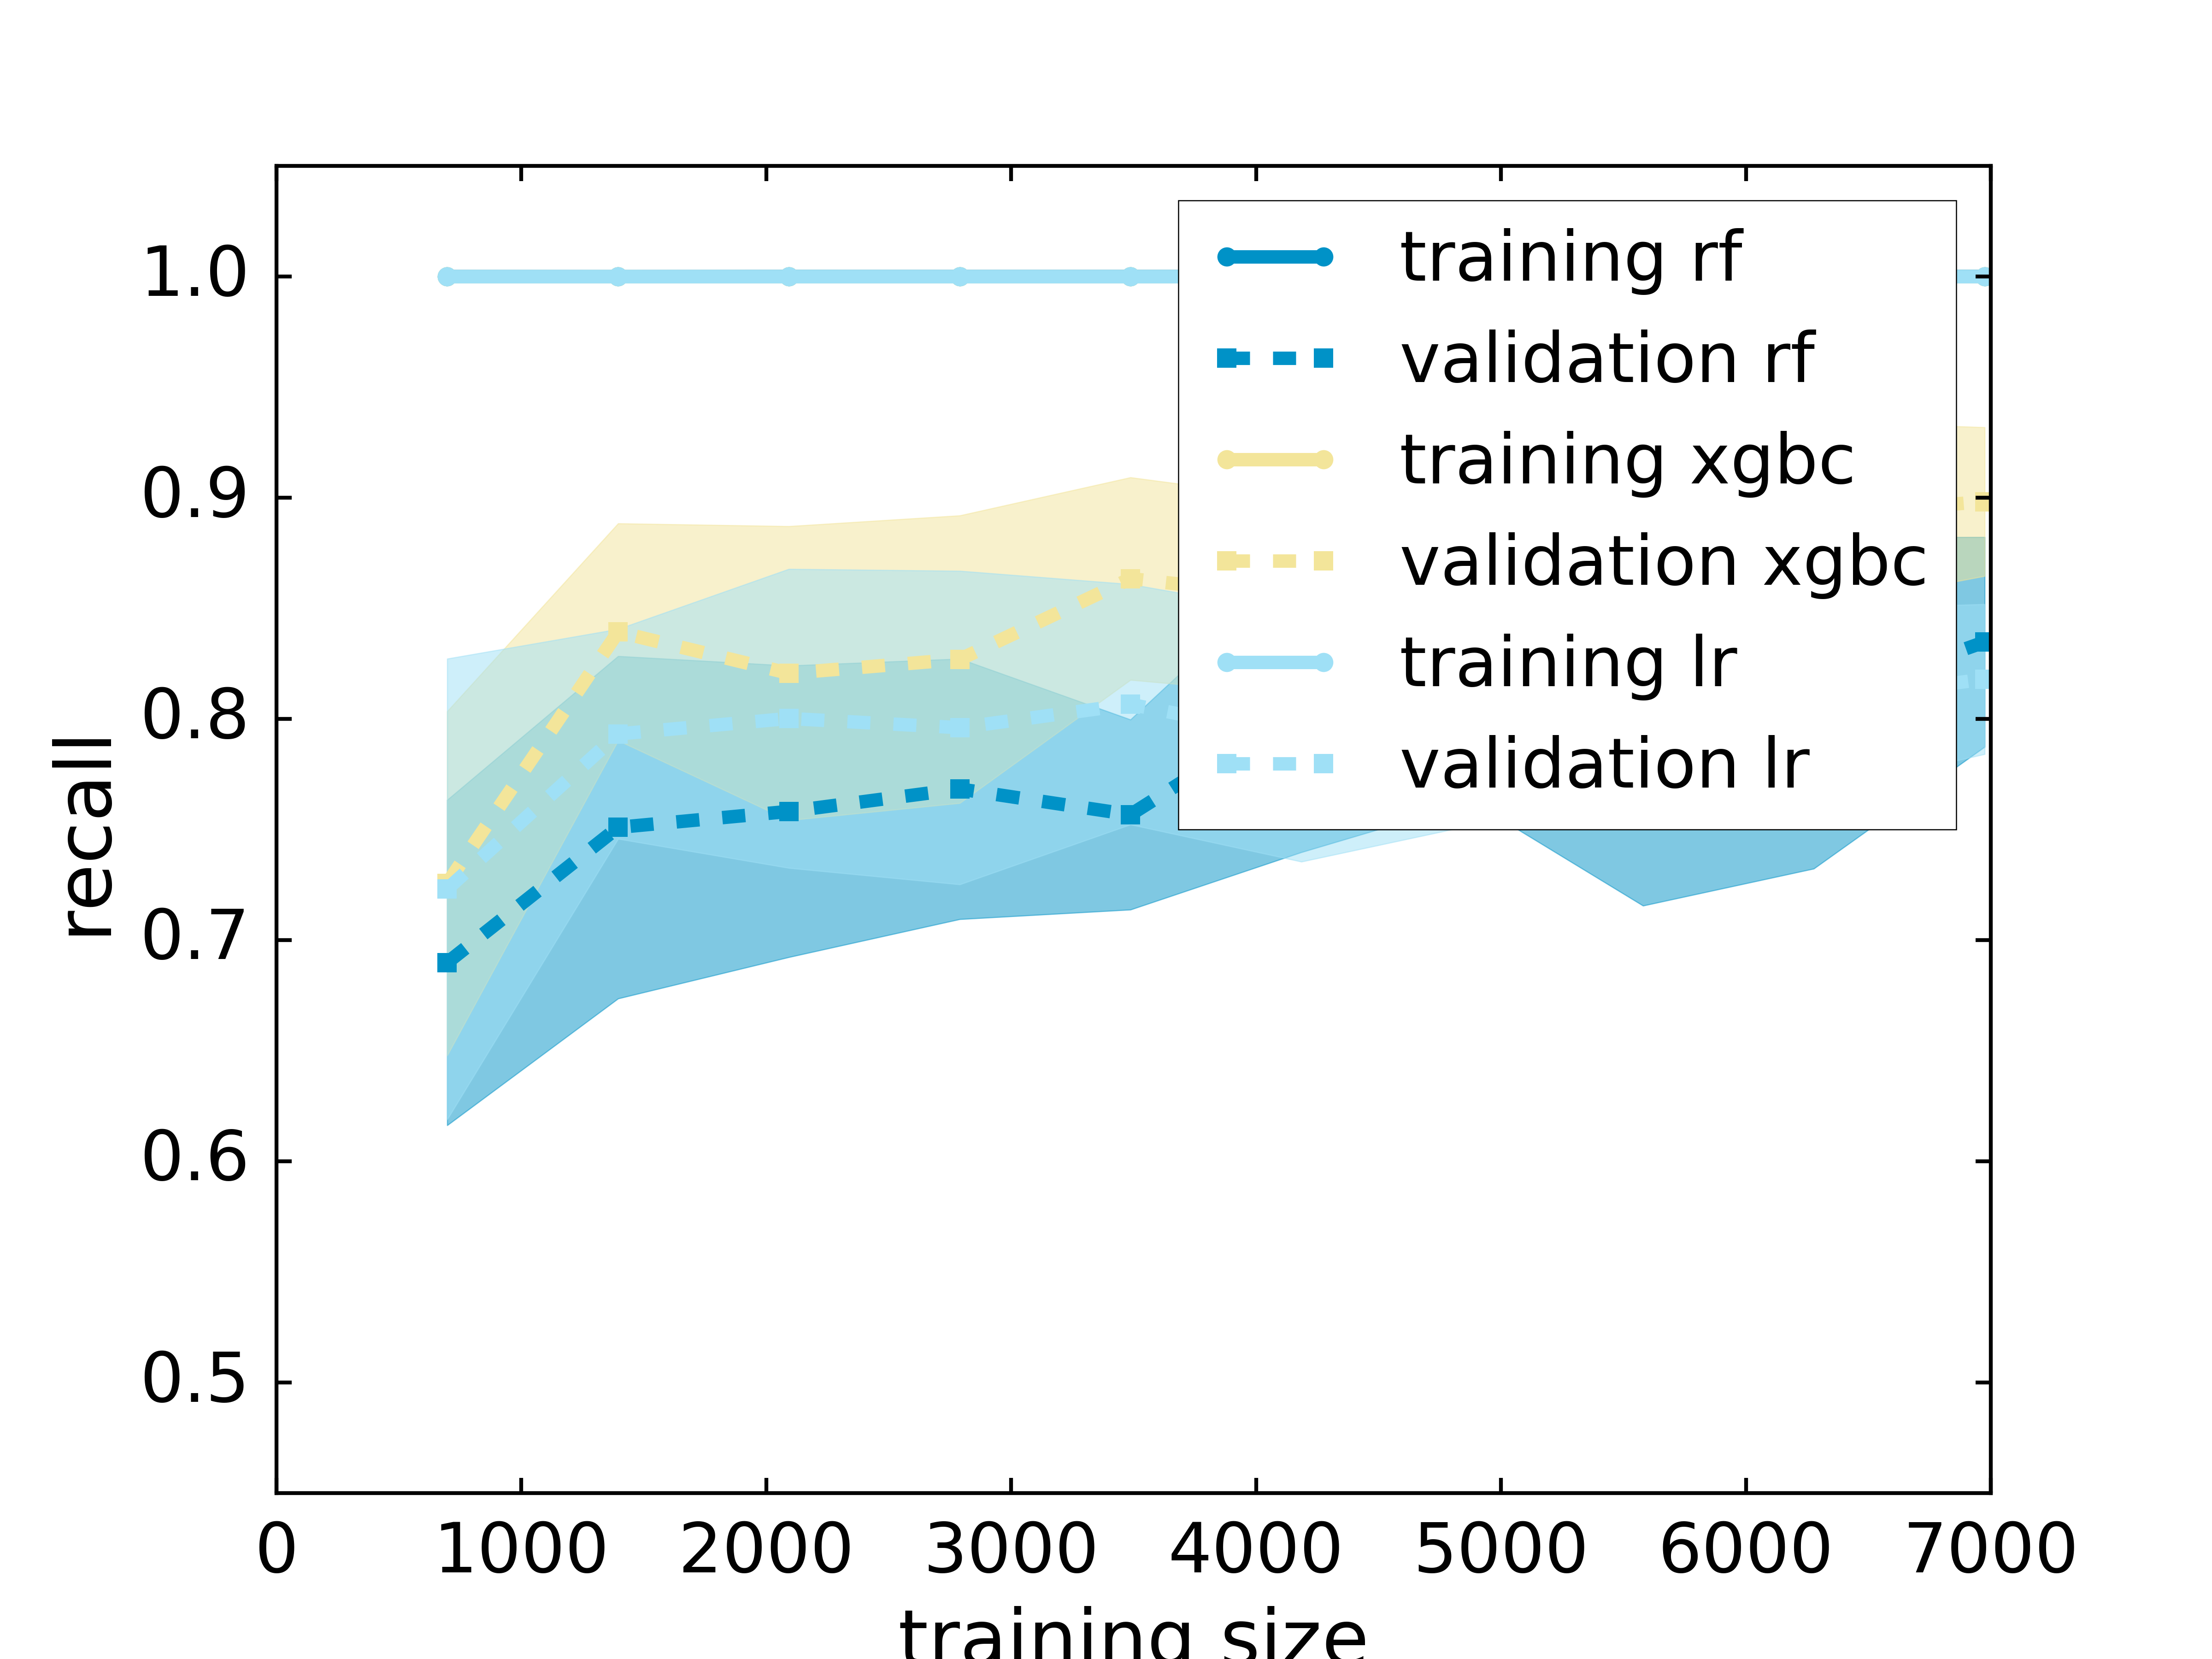 training rf
validation rf
training xgbc
validation xgbc
training lr
validation lr
1.0
0.9
0.8
0.7
0.6
0.5
recall
0 1000 2000 3000 4000 5000 6000 7000
training size